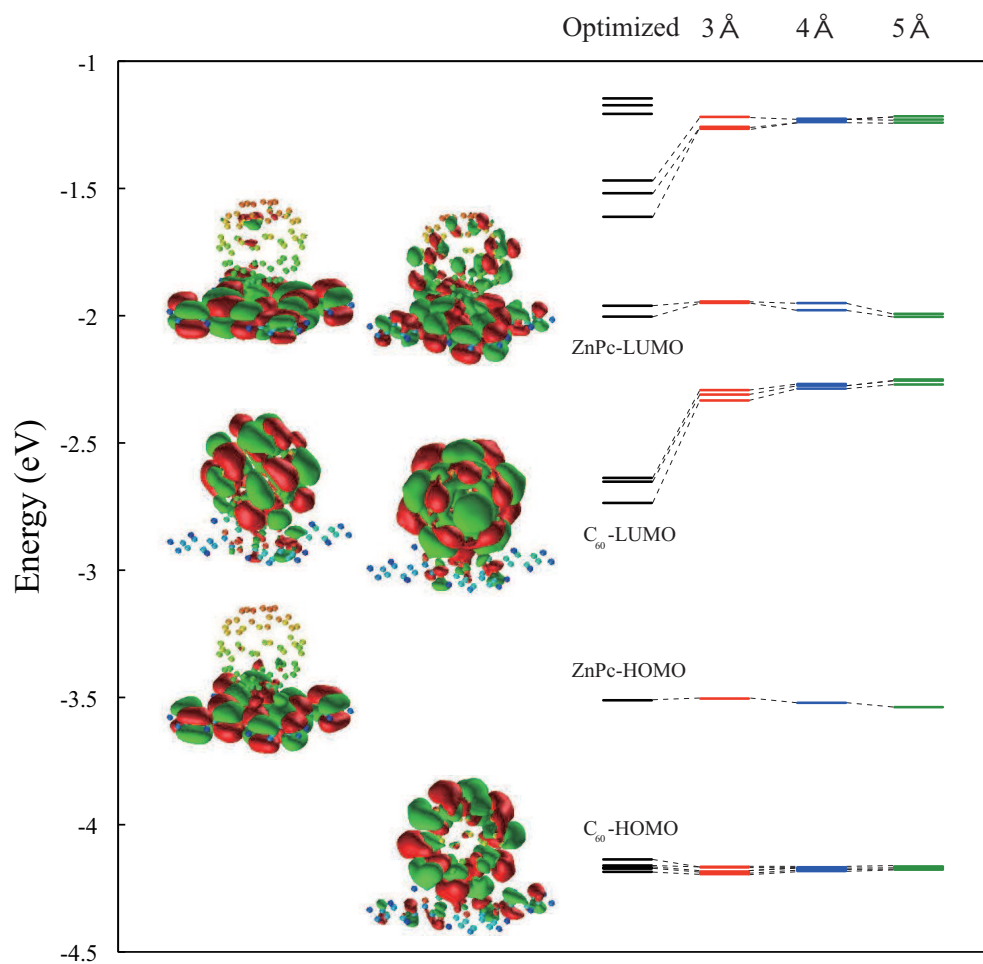 Optimized 3 Å 4 Å 5 Å
-1
-1.5
-2
ZnPc-LUMO
-2.5
Energy (eV)
C60-LUMO
-3
ZnPc-HOMO
-3.5
C60-HOMO
-4
-4.5